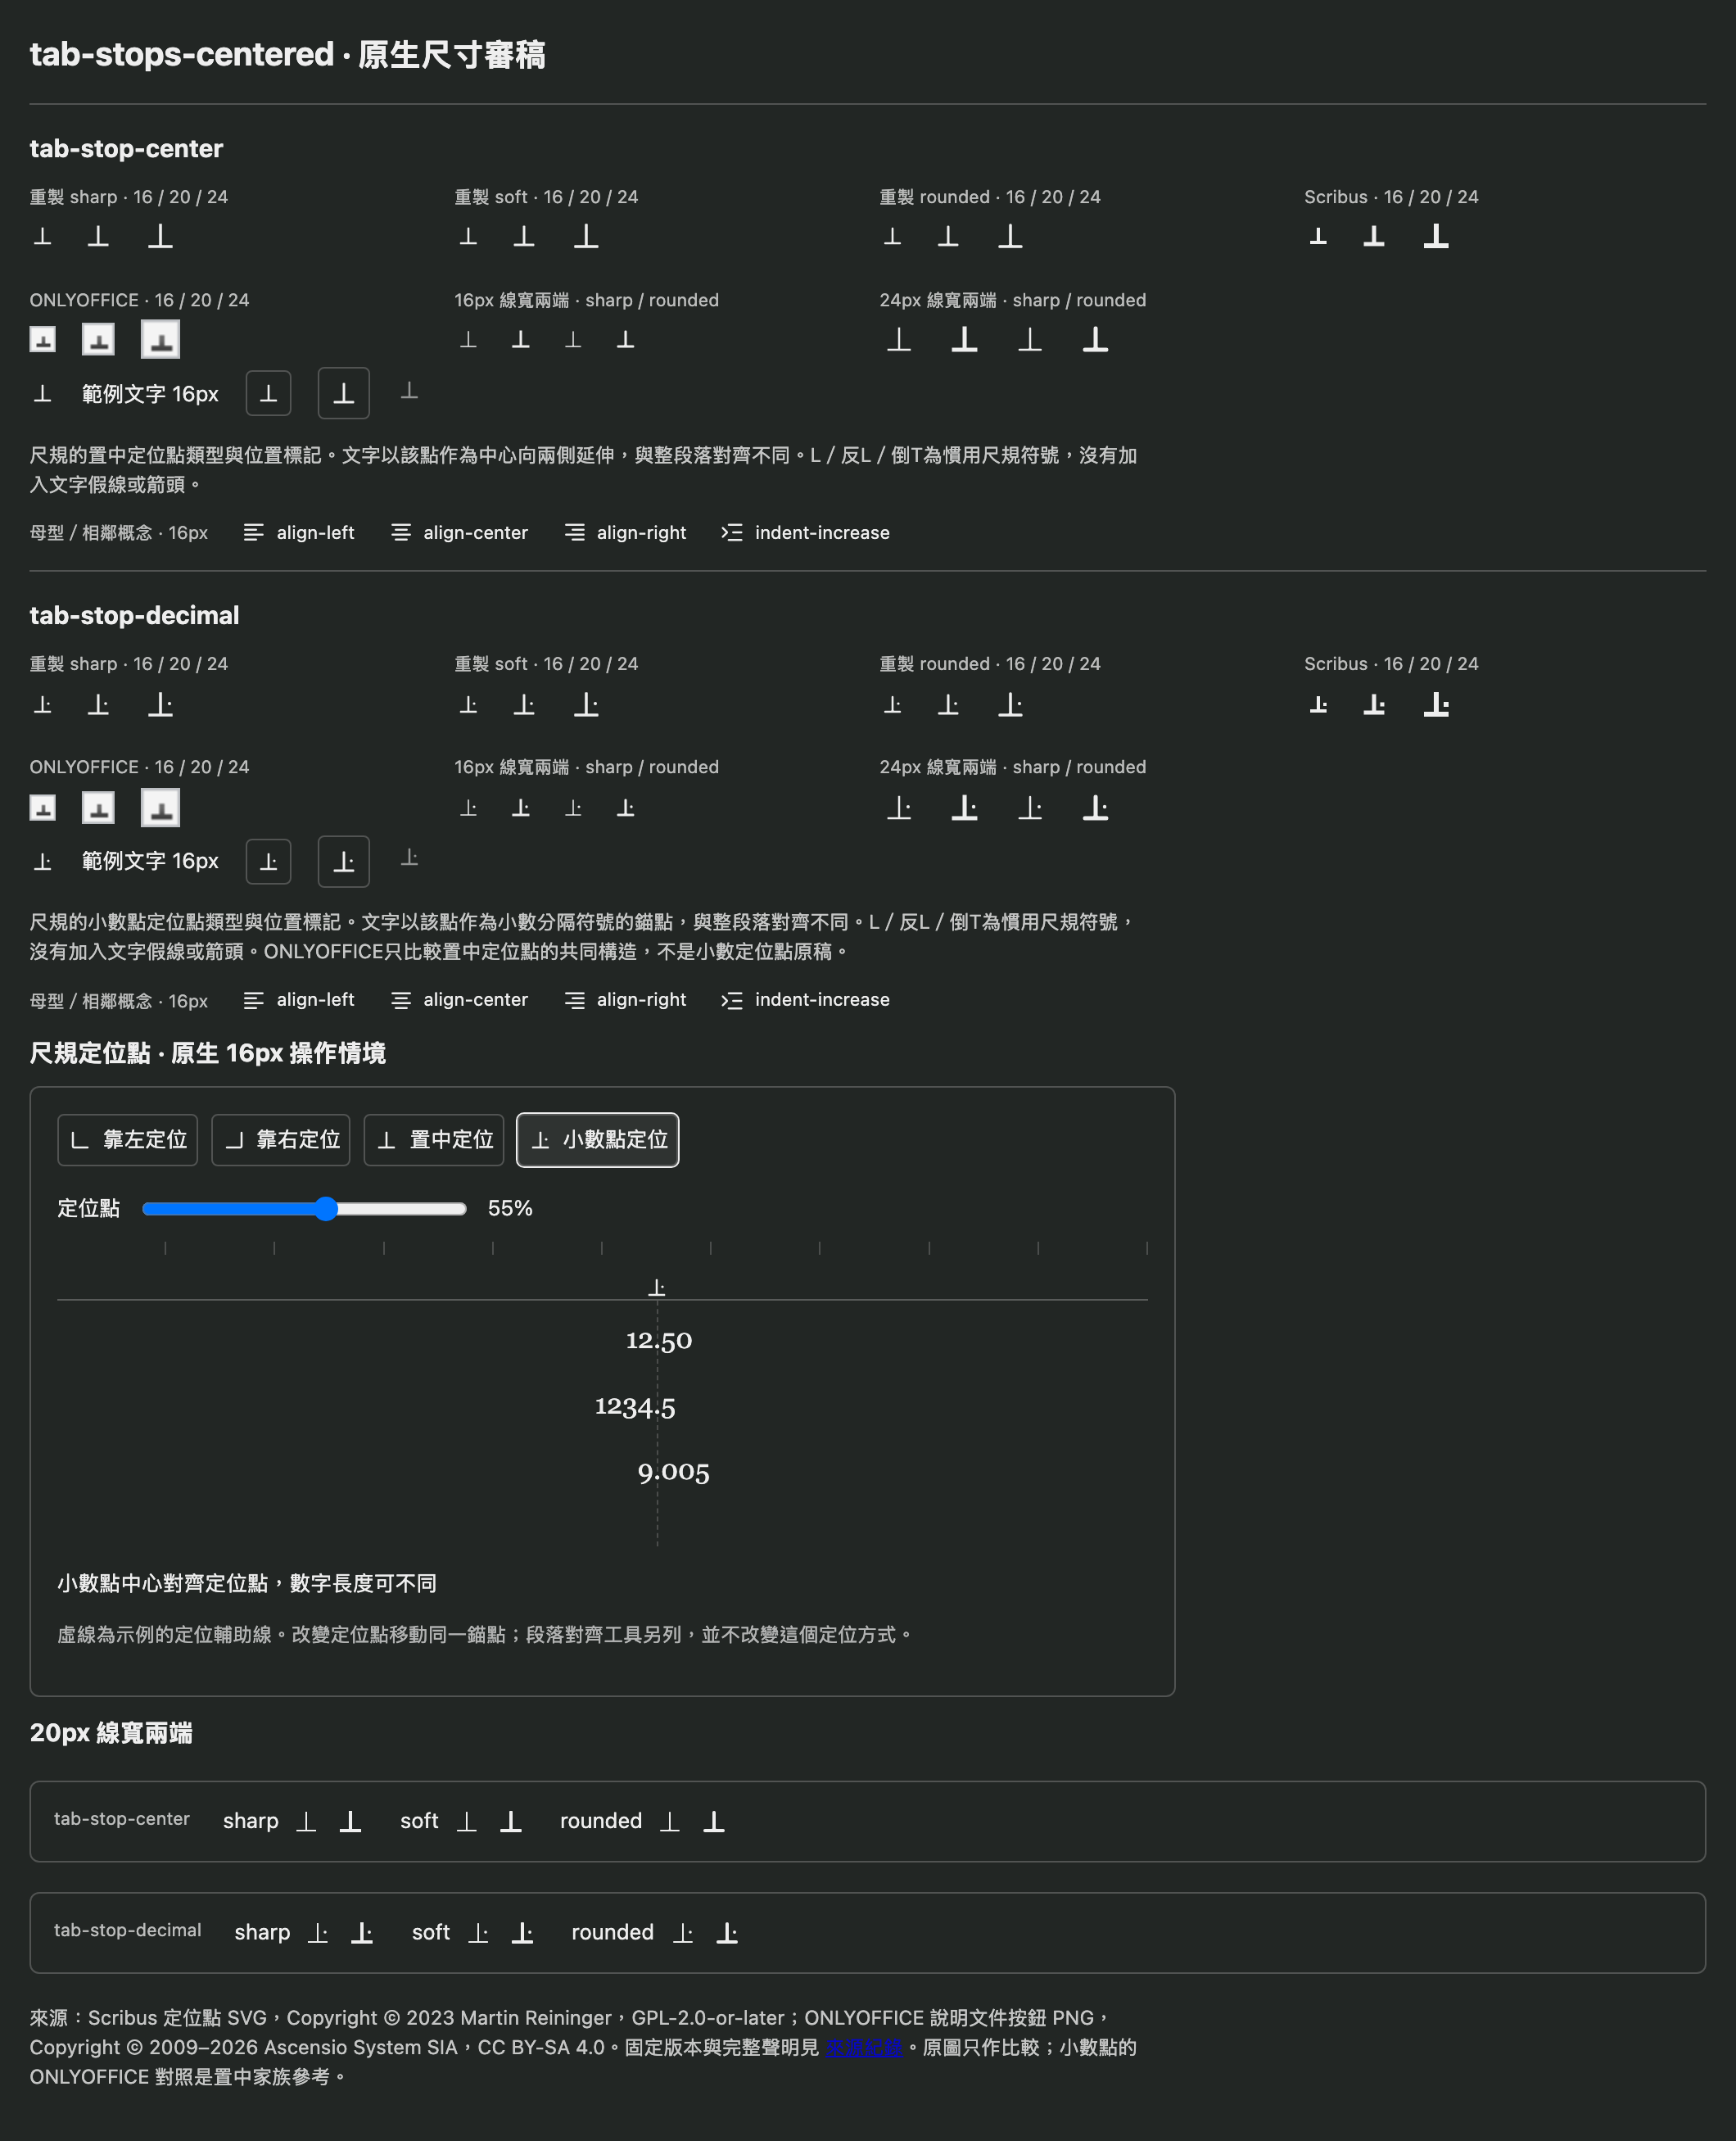 tab-stops-centered · 原生尺寸審稿
tab-stop-center
重製 sharp · 16 / 20 / 24
重製 soft · 16 / 20 / 24
重製 rounded · 16 / 20 / 24
Scribus · 16 / 20 / 24
ONLYOFFICE · 16 / 20 / 24
16px 線寬兩端 · sharp / rounded
24px 線寬兩端 · sharp / rounded
範例文字 16px
尺規的置中定位點類型與位置標記。文字以該點作為中心向兩側延伸，與整段落對齊不同。L / 反L / 倒T為慣用尺規符號，沒有加
入文字假線或箭頭。
母型 / 相鄰概念 · 16px align-left align-center align-right indent-increase
tab-stop-decimal
重製 sharp · 16 / 20 / 24
重製 soft · 16 / 20 / 24
重製 rounded · 16 / 20 / 24
Scribus · 16 / 20 / 24
ONLYOFFICE · 16 / 20 / 24
16px 線寬兩端 · sharp / rounded
24px 線寬兩端 · sharp / rounded
範例文字 16px
尺規的小數點定位點類型與位置標記。文字以該點作為小數分隔符號的錨點，與整段落對齊不同。L / 反L / 倒T為慣用尺規符號，
沒有加入文字假線或箭頭。ONLYOFFICE只比較置中定位點的共同構造，不是小數定位點原稿。
母型 / 相鄰概念 · 16px align-left align-center align-right indent-increase
尺規定位點 · 原生 16px 操作情境
靠左定位 靠右定位 置中定位 小數點定位
定位點 55%
12.50
1234.5
9.005
小數點中心對齊定位點，數字長度可不同
虛線為示例的定位輔助線。改變定位點移動同一錨點；段落對齊工具另列，並不改變這個定位方式。
20px 線寬兩端
tab-stop-center sharp soft rounded
tab-stop-decimal sharp soft rounded
來源：Scribus 定位點 SVG，Copyright © 2023 Martin Reininger，GPL-2.0-or-later；ONLYOFFICE 說明文件按鈕 PNG，
Copyright © 2009–2026 Ascensio System SIA，CC BY-SA 4.0。固定版本與完整聲明見 來源紀錄。原圖只作比較；小數點的
ONLYOFFICE 對照是置中家族參考。